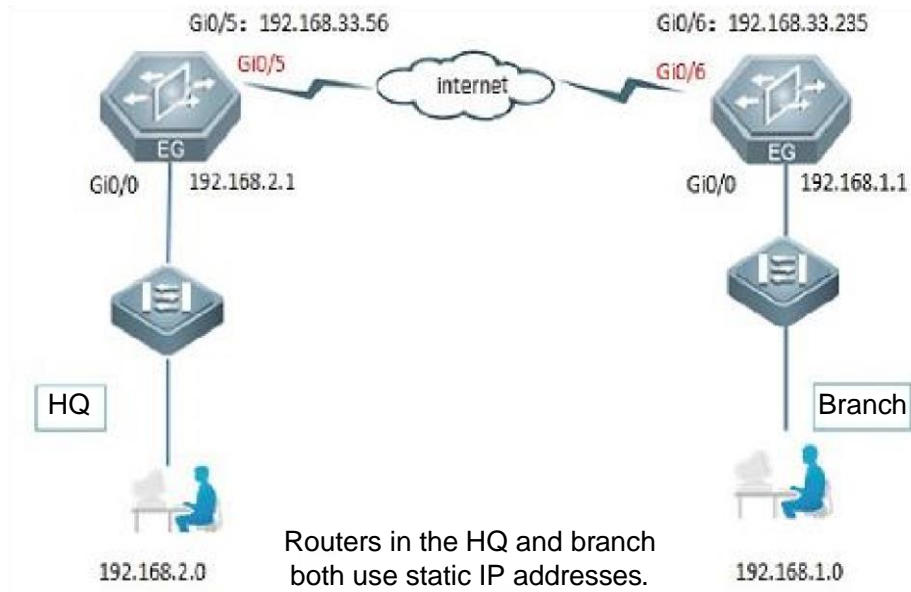 Gi0/5: 192.168.33.56
Gi0/6: 192.168.33.235
Gi0/5
internet
Gi0/6
EG
EG
Gi0/0
192.168.2.1
Gi0/0
192.168.1.1
HQ
Branch
Routers in the HQ and branch
both use static IP addresses.
192.168.2.0
192.168.1.0